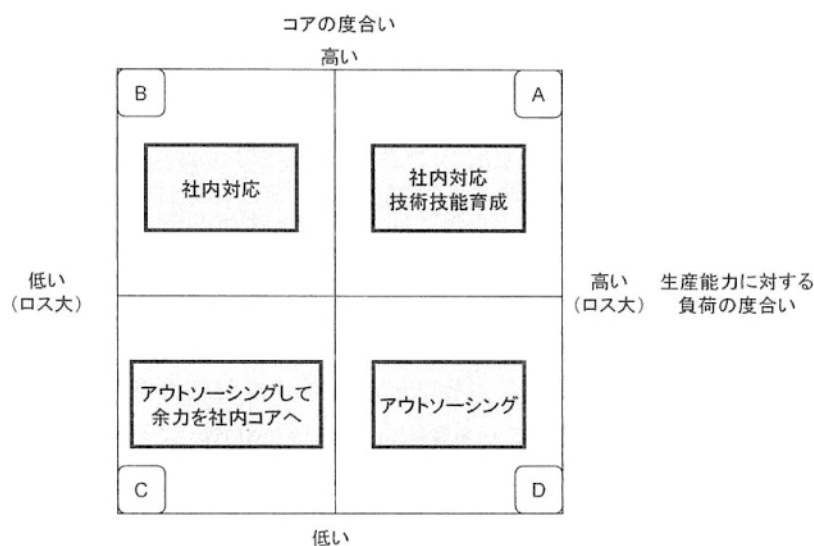 コアの度合い
高い
B
A
社内対応
社内対応
技術技能育成
低い
(ロス大)
高い
(ロス大)
生産能力に対する
負荷の度合い
アウトソーシングして
余力を社内コアへ
アウトソーシング
C
D
低い